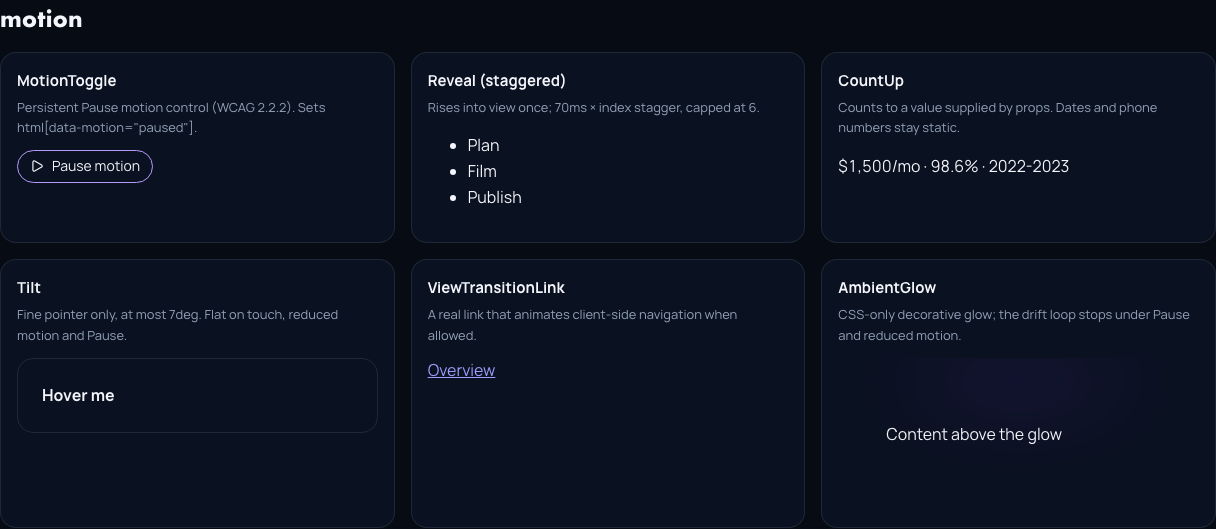 motion
MotionToggle
Persistent Pause motion control (WCAG 2.2.2). Sets
html[data-motion="paused"].
Pause motion
Reveal (staggered)
Rises into view once; 70ms × index stagger, capped at 6.
Plan
Film
Publish
CountUp
Counts to a value supplied by props. Dates and phone
numbers stay static.
$1,500/mo · 98.6% · 2022-2023
Tilt
Fine pointer only, at most 7deg. Flat on touch, reduced
motion and Pause.
Hover me
ViewTransitionLink
A real link that animates client-side navigation when
allowed.
Overview
AmbientGlow
CSS-only decorative glow; the drift loop stops under Pause
and reduced motion.
Content above the glow